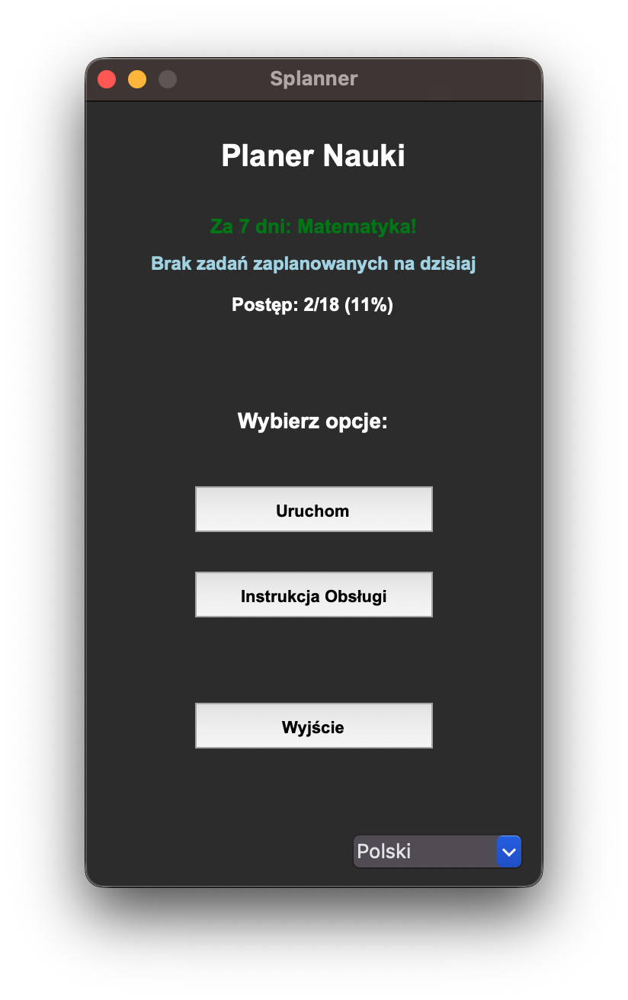 Splanner
Planer Nauki
Za 7 dni: Matematyka!
Brak zadań zaplanowanych na dzisiaj
Postęp: 2/18 (11%)
Wybierz opcje:
Uruchom
Instrukcja Obsługi
Wyjście
Polski